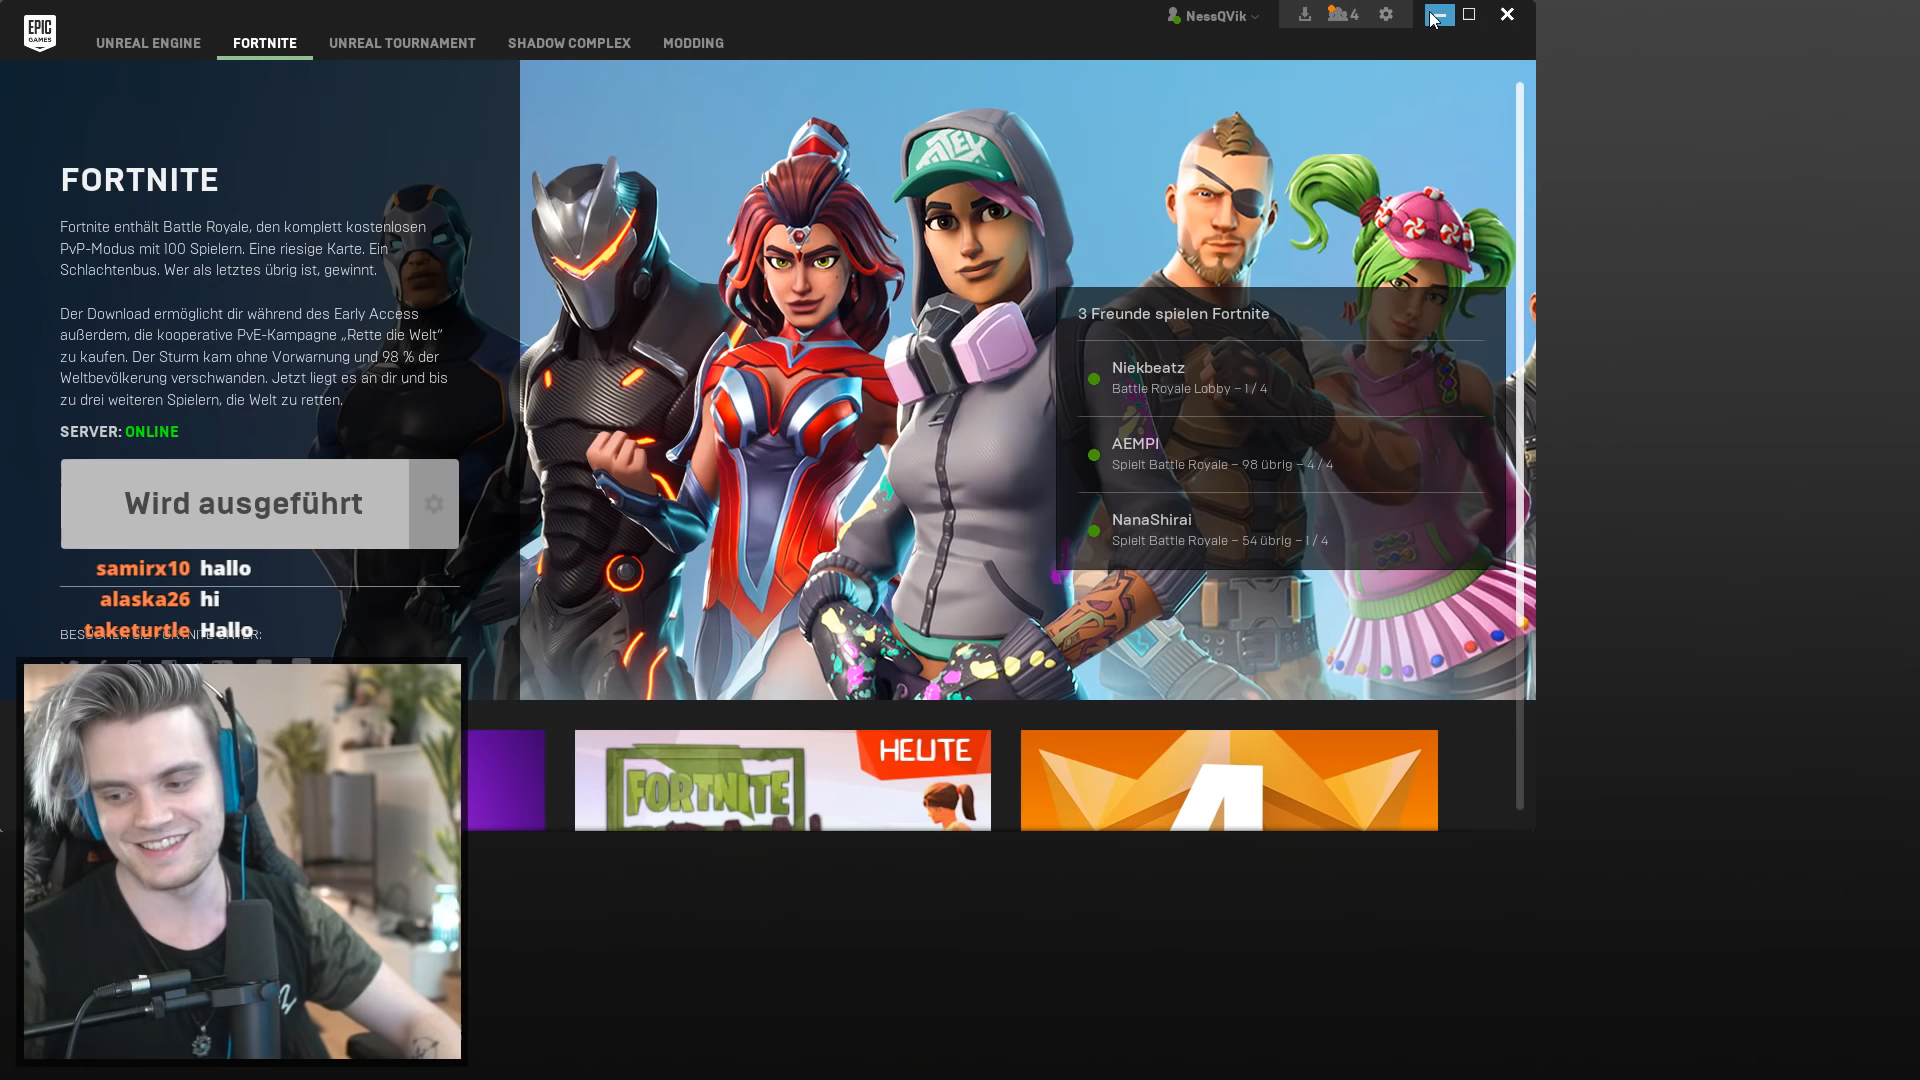 EPIC
GAMES
UNREAL ENGINE
FORTNITE
UNREAL TOURNAMENT
SHADOW COMPLEX
MODDING
NessQVik
4
FORTNITE
Fortnite enthält Battle Royale, den komplett kostenlosen
PvP-Modus mit 100 Spielern. Eine riesige Karte. Ein
Schlachtenbus. Wer als letztes übrig ist, gewinnt.
Der Download ermöglicht dir während des Early Access
außerdem, die kooperative PvE-Kampagne „Rette die Welt“
zu kaufen. Der Sturm kam ohne Vorwarnung und 98 % der
Weltbevölkerung verschwanden. Jetzt liegt es an dir und bis
zu drei weiteren Spielern, die Welt zu retten.
SERVER: ONLINE
Wird ausgeführt
samirx10 hallo
alaska26 hi
taketurtle Hallo
3 Freunde spielen Fortnite
Niekbeatz
Battle Royale Lobby – 1 / 4
AEMPI
Spielt Battle Royale – 98 übrig – 4 / 4
NanaShirai
Spielt Battle Royale – 54 übrig – 1 / 4
FORTNITE
HEUTE
4